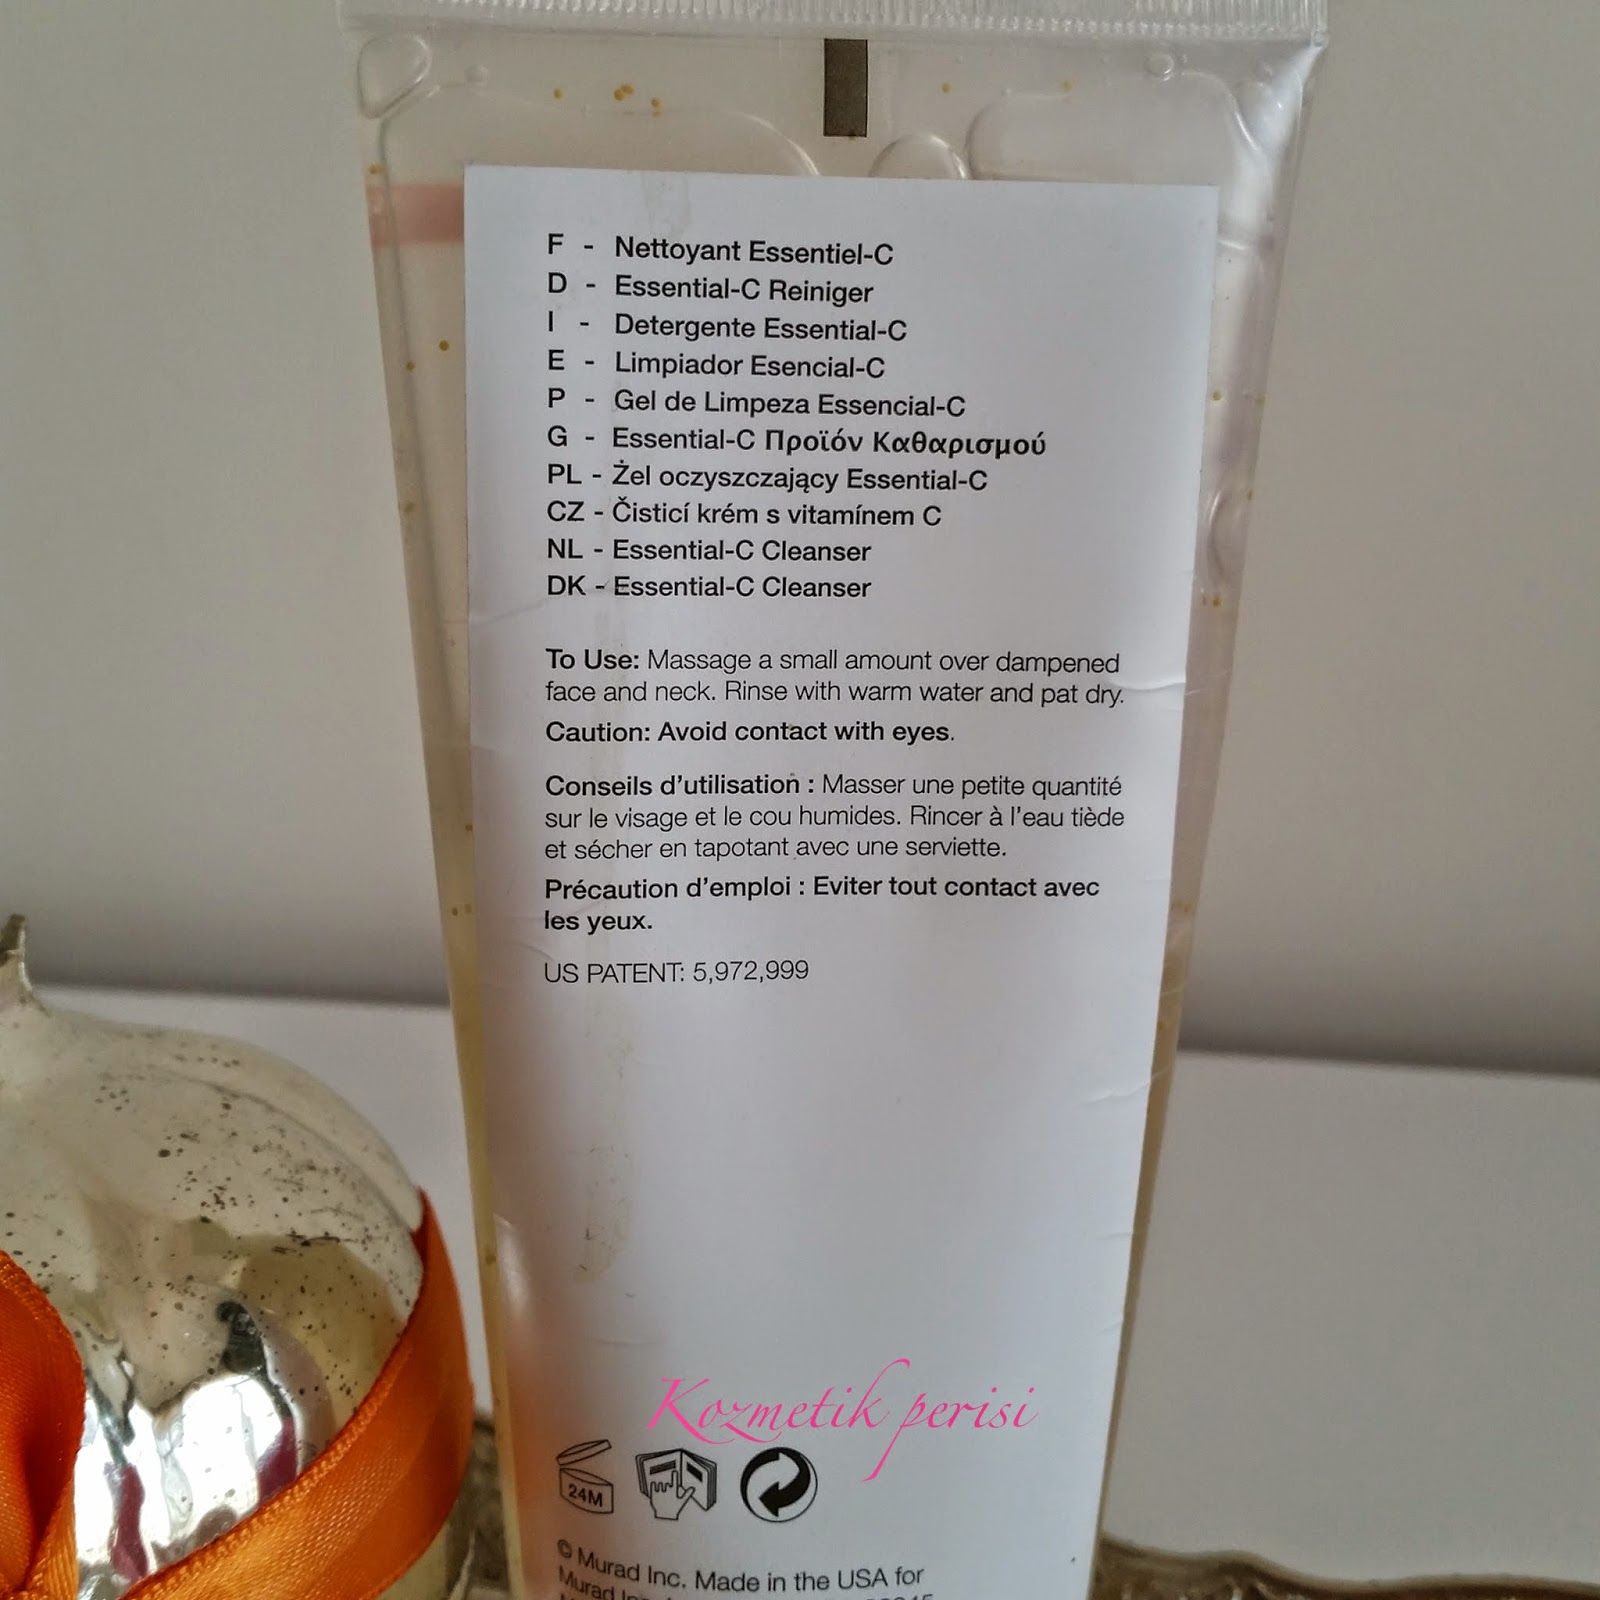 F - Nettoyant Essentiel-C
D - Essential-C Reiniger
I - Detergente Essential-C
E - Limpiador Esencial-C
P - Gel de Limpeza Essencial-C
G - Essential-C Προϊόν Καθαρισμού
PL - Żel oczyszczający Essential-C
CZ - Čisticí krém s vitamínem C
NL - Essential-C Cleanser
DK - Essential-C Cleanser
To Use: Massage a small amount over dampened
face and neck. Rinse with warm water and pat dry.
Caution: Avoid contact with eyes.
Conseils d'utilisation : Masser une petite quantité
sur le visage et le cou humides. Rincer à l'eau tiède
et sécher en tapotant avec une serviette.
Précaution d'emploi : Eviter tout contact avec
les yeux.
US PATENT: 5,972,999
Kozmetik perisi
24M
© Murad Inc. Made in the USA for
Murad